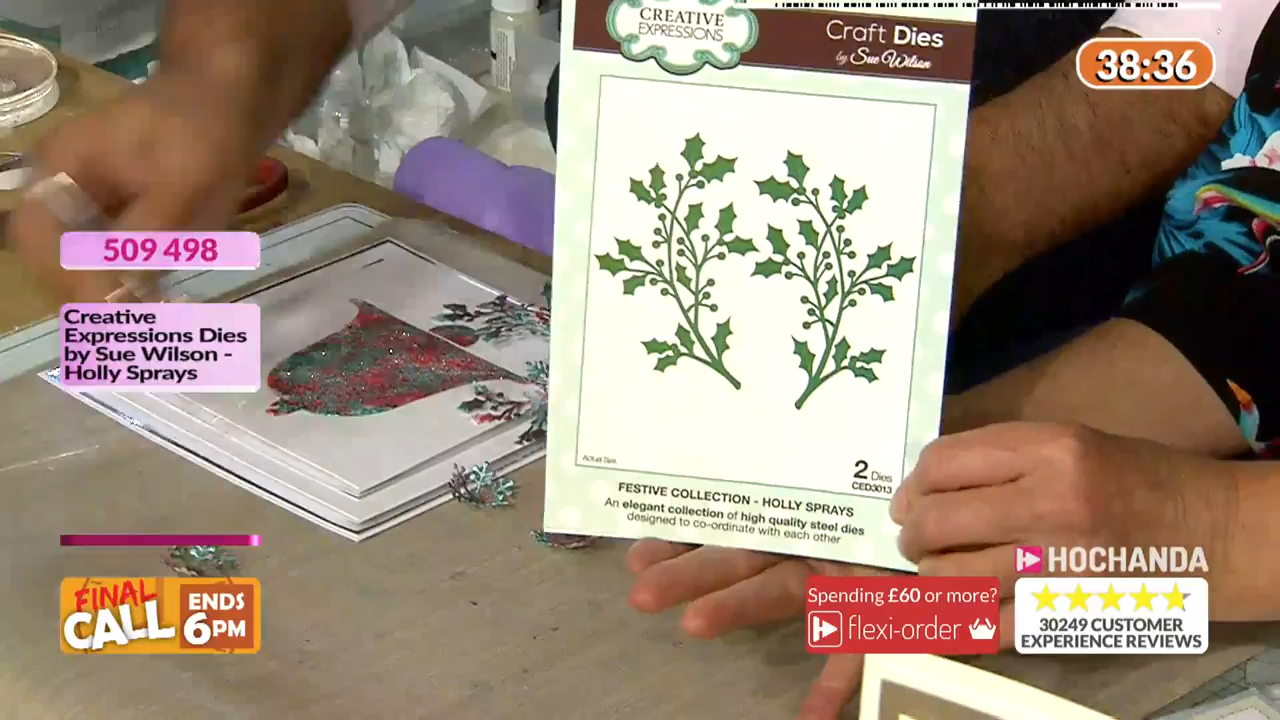 CREATIVE
EXPRESSIONS
Craft Dies
by Sue Wilson
38:36
509 498
Creative
Expressions Dies
by Sue Wilson -
Holly Sprays
Actual Size
2 Dies
CED3013
FESTIVE COLLECTION - HOLLY SPRAYS
An elegant collection of high quality steel dies
designed to co-ordinate with each other
FINAL
CALL
ENDS
6PM
Spending £60 or more?
flexi-order
HOCHANDA
30249 CUSTOMER
EXPERIENCE REVIEWS